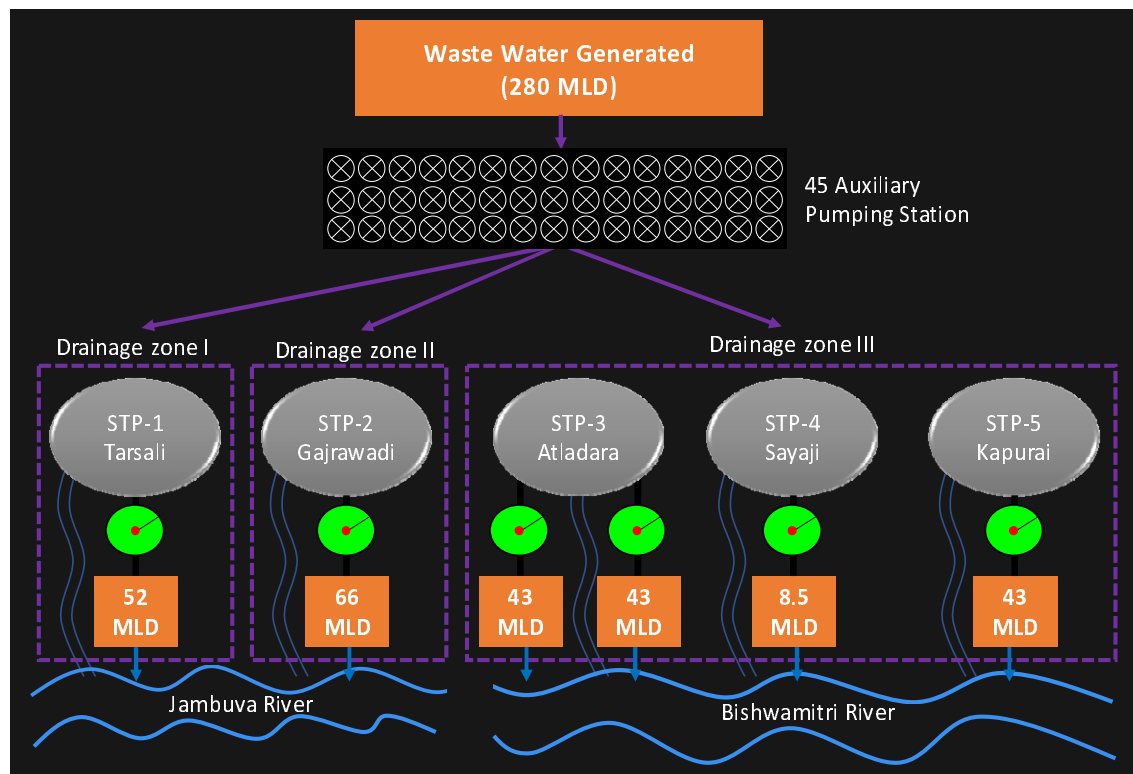 Waste Water Generated
(280 MLD)
45 Auxiliary
Pumping Station
Drainage zone I
Drainage zone II
Drainage zone III
STP-1
Tarsali
STP-2
Gajrawadi
STP-3
Atladara
STP-4
Sayaji
STP-5
Kapurai
52
MLD
66
MLD
43
MLD
43
MLD
8.5
MLD
43
MLD
Jambuva River
Bishwamitri River